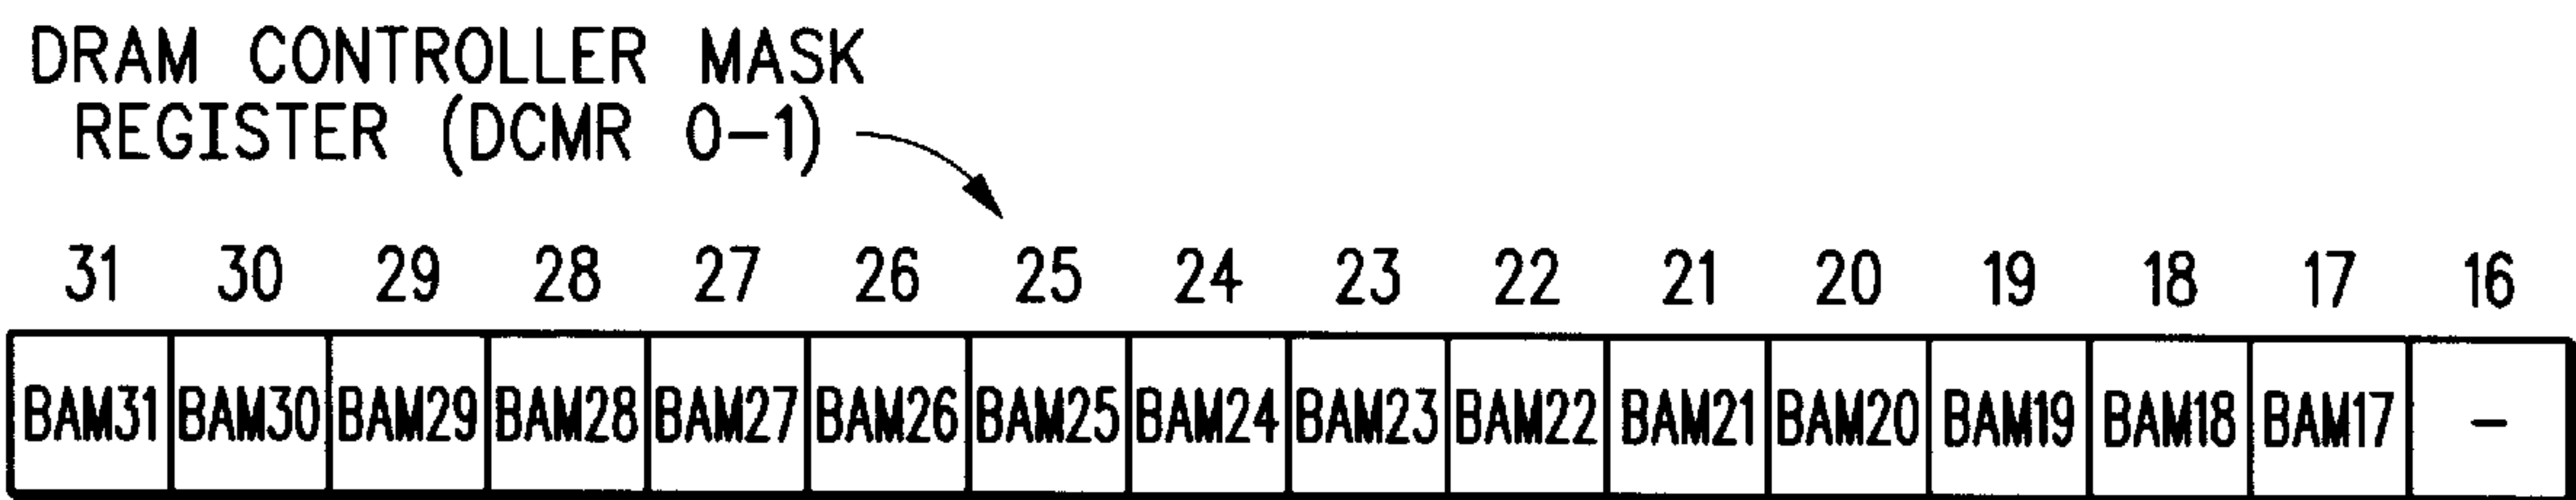 DRAM CONTROLLER MASK
REGISTER (DCMR 0-1)
31 30 29 28 27 26 25 24 23 22 21 20 19 18 17 16
BAM31 BAM30 BAM29 BAM28 BAM27 BAM26 BAM25 BAM24 BAM23 BAM22 BAM21 BAM20 BAM19 BAM18 BAM17 -